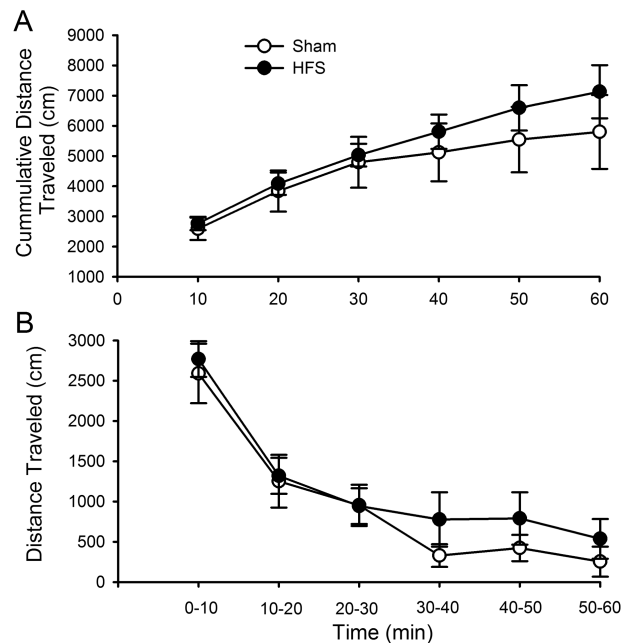 A
Sham
HFS
Cummulative Distance
Traveled (cm)
9000
8000
7000
6000
5000
4000
3000
2000
1000
0 10 20 30 40 50 60
B
Distance Traveled (cm)
3000
2500
2000
1500
1000
500
0
0-10 10-20 20-30 30-40 40-50 50-60
Time (min)